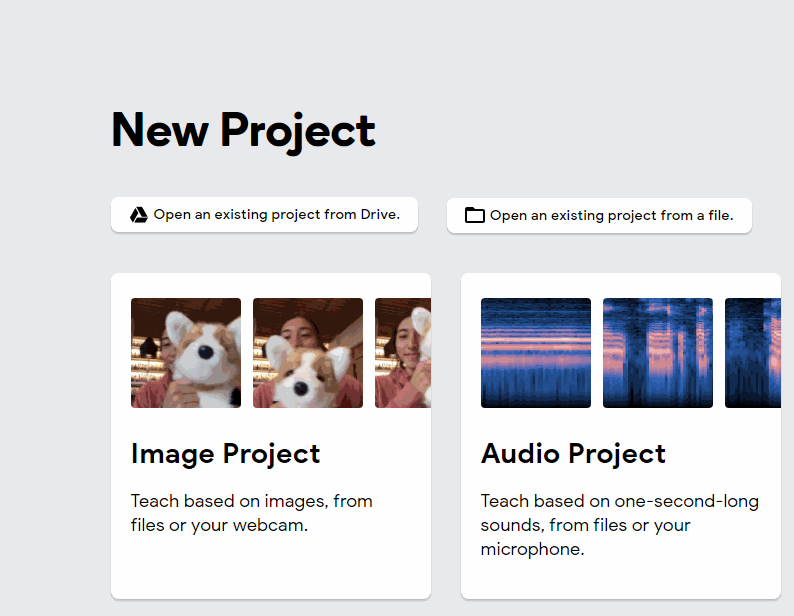 New Project
Open an existing project from Drive.
Open an existing project from a file.
Image Project
Teach based on images, from
files or your webcam.
Audio Project
Teach based on one-second-long
sounds, from files or your
microphone.